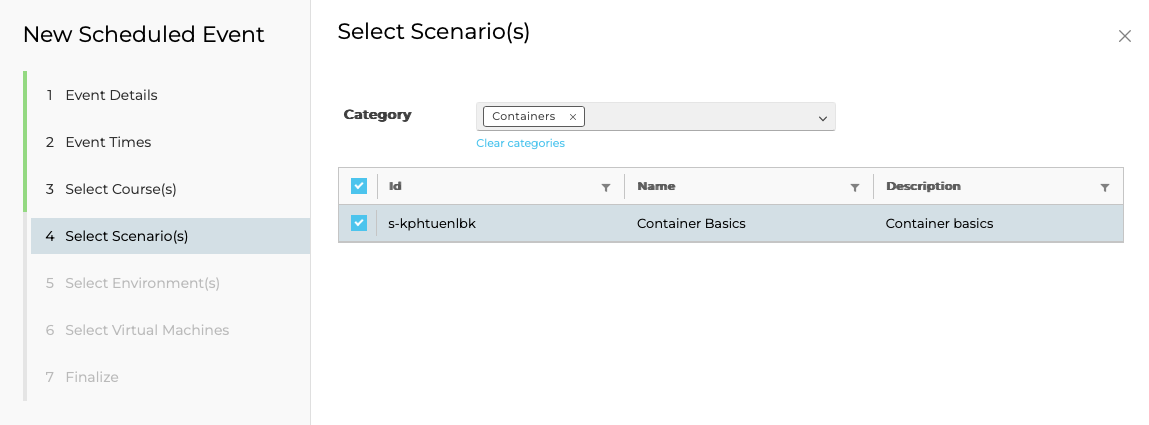 New Scheduled Event
1 Event Details
2 Event Times
3 Select Course(s)
4 Select Scenario(s)
5 Select Environment(s)
6 Select Virtual Machines
7 Finalize
Select Scenario(s)
Category
Containers ×
Clear categories
Id Name Description
s-kphtuenlbk Container Basics Container basics